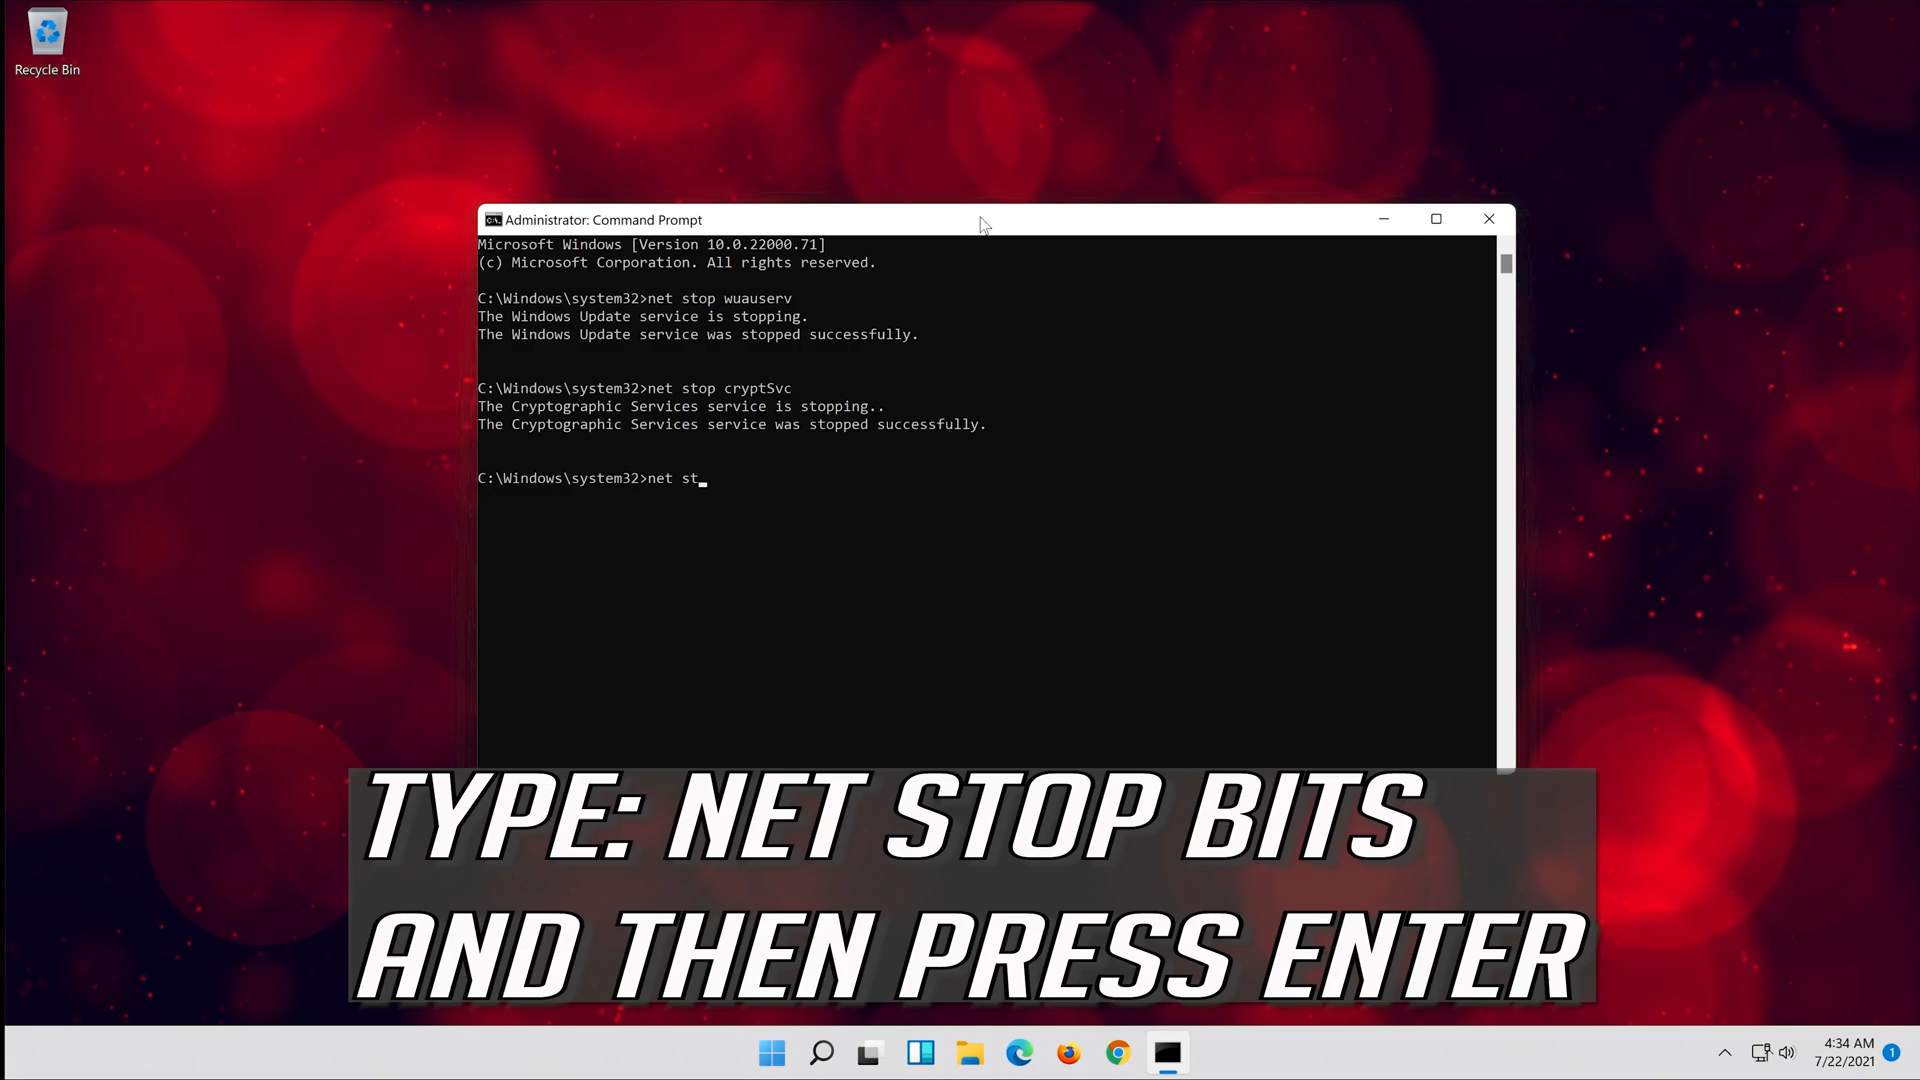 Recycle Bin
Administrator: Command Prompt
Microsoft Windows [Version 10.0.22000.71]
(c) Microsoft Corporation. All rights reserved.
C:\Windows\system32>net stop wuauserv
The Windows Update service is stopping.
The Windows Update service was stopped successfully.
C:\Windows\system32>net stop cryptSvc
The Cryptographic Services service is stopping..
The Cryptographic Services service was stopped successfully.
C:\Windows\system32>net st_
TYPE: NET STOP BITS
AND THEN PRESS ENTER
4:34 AM
7/22/2021
1